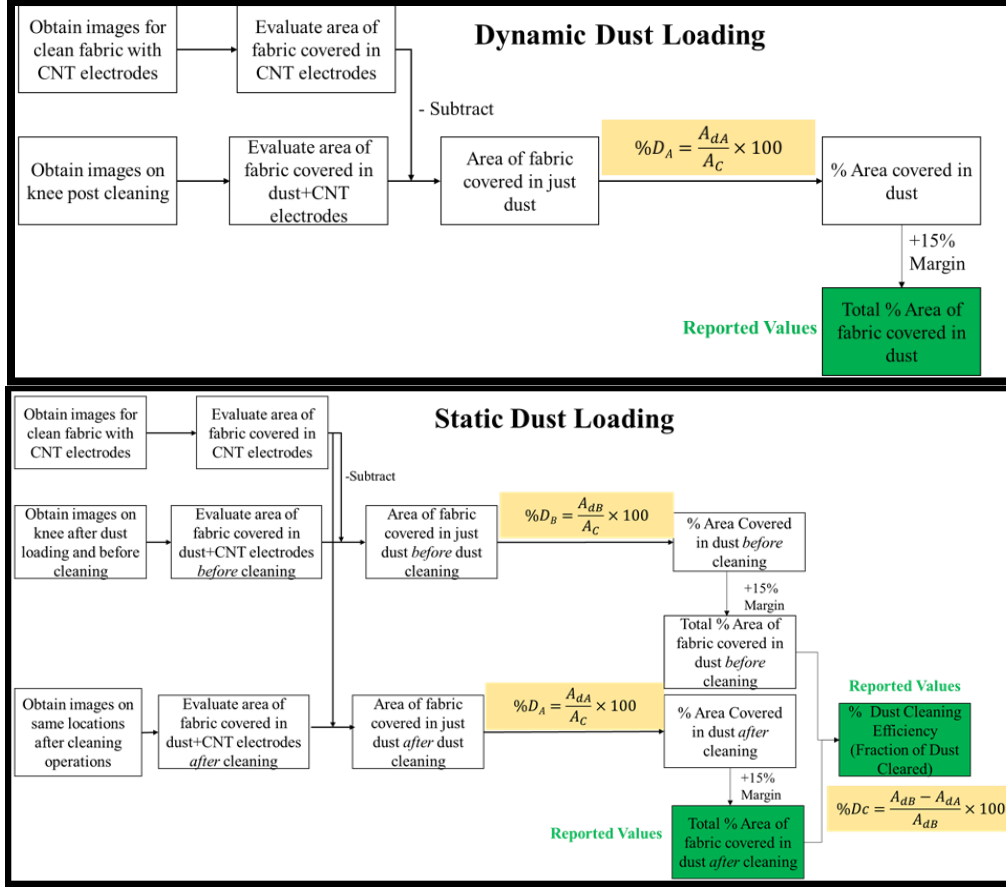 Dynamic Dust Loading
Obtain images for
clean fabric with
CNT electrodes
Evaluate area of
fabric covered in
CNT electrodes
- Subtract
Obtain images on
knee post cleaning
Evaluate area of
fabric covered in
dust+CNT
electrodes
Area of fabric
covered in just
dust
%D_A = A_dA / A_C × 100
% Area covered in
dust
+15%
Margin
Reported Values
Total % Area of
fabric covered in
dust
Static Dust Loading
Obtain images for
clean fabric with
CNT electrodes
Evaluate area of
fabric covered in
CNT electrodes
-Subtract
Obtain images on
knee after dust
loading and before
cleaning
Evaluate area of
fabric covered in
dust+CNT electrodes
before cleaning
Area of fabric
covered in just
dust before dust
cleaning
%D_B = A_dB / A_C × 100
% Area Covered
in dust before
cleaning
+15%
Margin
Total % Area of
fabric covered in
dust before
cleaning
Obtain images on
same locations
after cleaning
operations
Evaluate area of
fabric covered in
dust+CNT electrodes
after cleaning
Area of fabric
covered in just
dust after dust
cleaning
%D_A = A_dA / A_C × 100
% Area Covered
in dust after
cleaning
+15%
Margin
Reported Values
Total % Area of
fabric covered in
dust after cleaning
Reported Values
% Dust Cleaning
Efficiency
(Fraction of Dust
Cleared)
%Dc = (A_dB − A_dA) / A_dB × 100